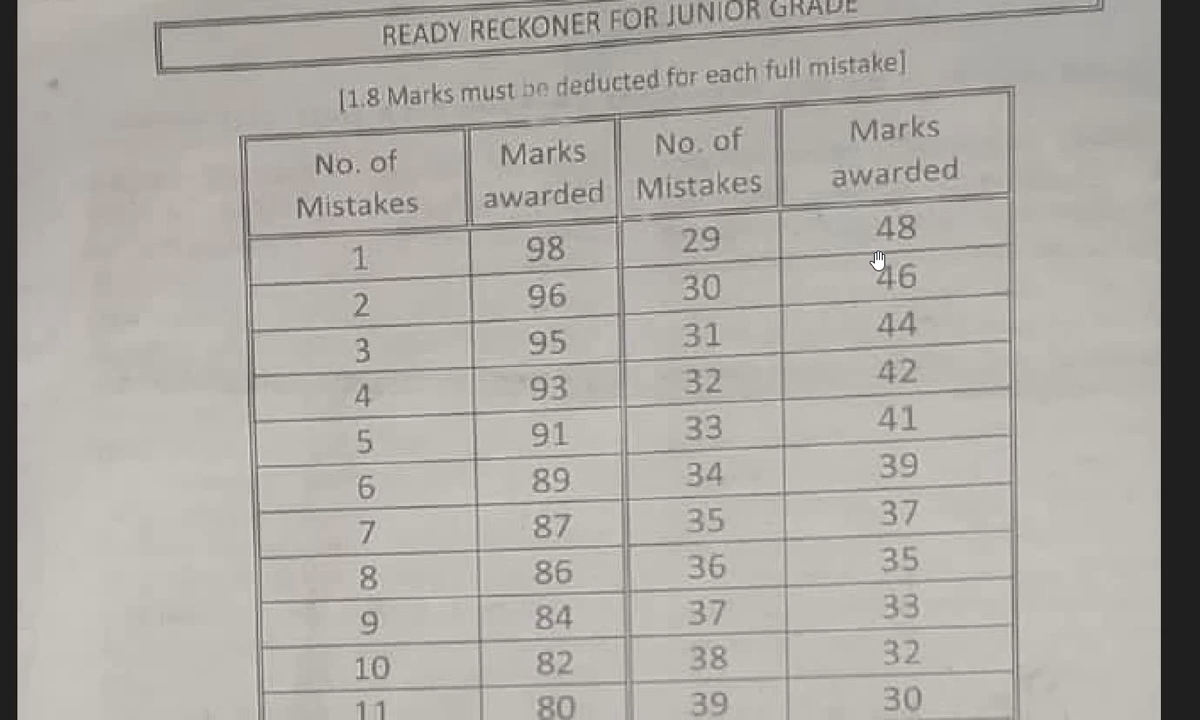 READY RECKONER FOR JUNIOR GRADE
[1.8 Marks must be deducted for each full mistake]
No. of Mistakes Marks awarded No. of Mistakes Marks awarded
1 98 29 48
2 96 30 46
3 95 31 44
4 93 32 42
5 91 33 41
6 89 34 39
7 87 35 37
8 86 36 35
9 84 37 33
10 82 38 32
11 80 39 30